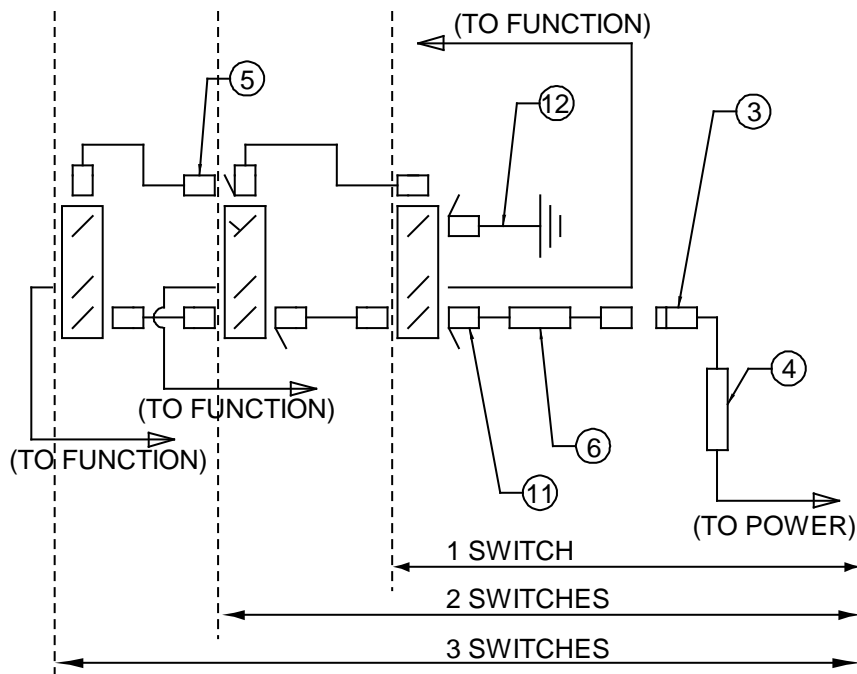 (TO FUNCTION)
5
12
3
4
(TO FUNCTION)
(TO FUNCTION)
6
11
(TO POWER)
1 SWITCH
2 SWITCHES
3 SWITCHES